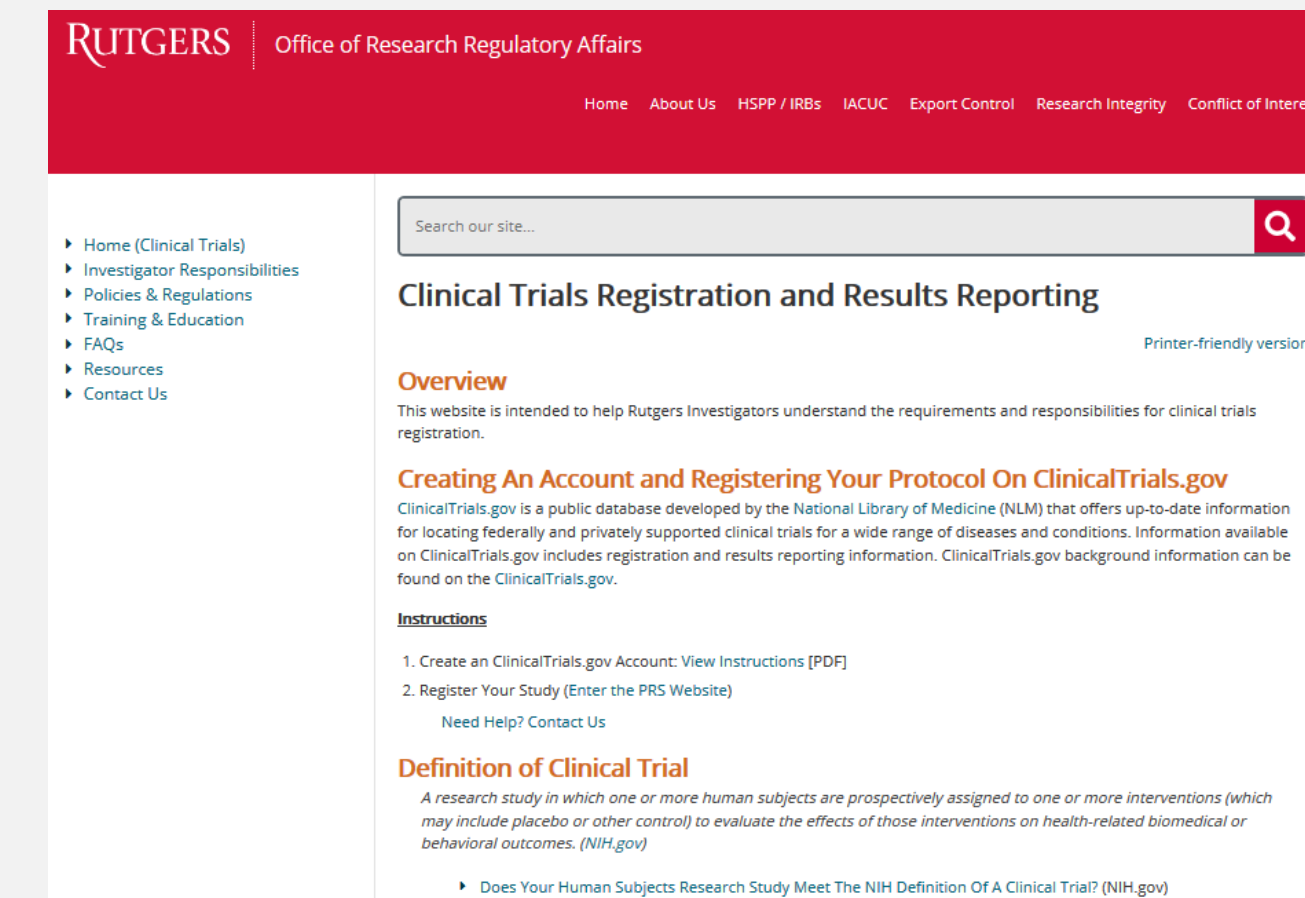 RUTGERS
Office of Research Regulatory Affairs
Home About Us HSPP / IRBs IACUC Export Control Research Integrity Conflict of Intere
Home (Clinical Trials)
Investigator Responsibilities
Policies & Regulations
Training & Education
FAQs
Resources
Contact Us
Search our site...
Clinical Trials Registration and Results Reporting
Printer-friendly version
Overview
This website is intended to help Rutgers Investigators understand the requirements and responsibilities for clinical trials
registration.
Creating An Account and Registering Your Protocol On ClinicalTrials.gov
ClinicalTrials.gov is a public database developed by the National Library of Medicine (NLM) that offers up-to-date information
for locating federally and privately supported clinical trials for a wide range of diseases and conditions. Information available
on ClinicalTrials.gov includes registration and results reporting information. ClinicalTrials.gov background information can be
found on the ClinicalTrials.gov.
Instructions
1. Create an ClinicalTrials.gov Account: View Instructions [PDF]
2. Register Your Study (Enter the PRS Website)
Need Help? Contact Us
Definition of Clinical Trial
A research study in which one or more human subjects are prospectively assigned to one or more interventions (which
may include placebo or other control) to evaluate the effects of those interventions on health-related biomedical or
behavioral outcomes. (NIH.gov)
Does Your Human Subjects Research Study Meet The NIH Definition Of A Clinical Trial? (NIH.gov)